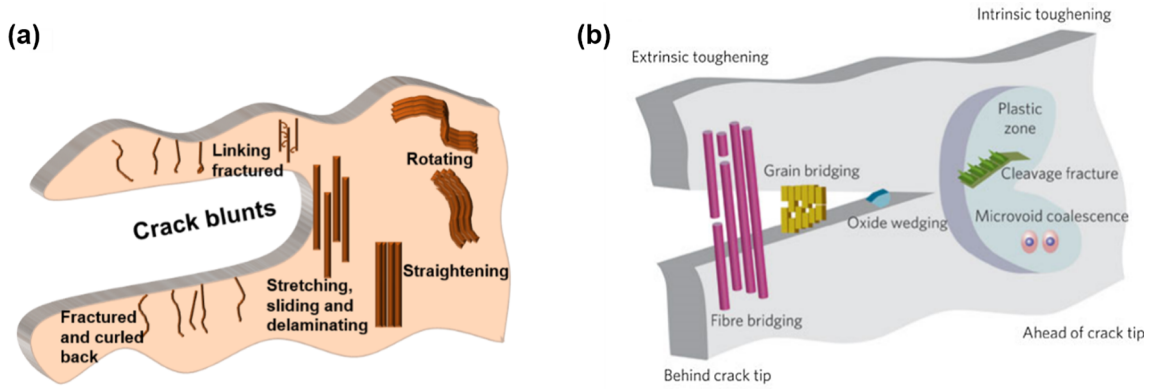 (a)
Linking
fractured
Rotating
Crack blunts
Straightening
Stretching,
sliding and
delaminating
Fractured
and curled
back
(b)
Intrinsic toughening
Extrinsic toughening
Plastic
zone
Grain bridging
Cleavage fracture
Oxide wedging
Microvoid coalescence
Fibre bridging
Ahead of crack tip
Behind crack tip